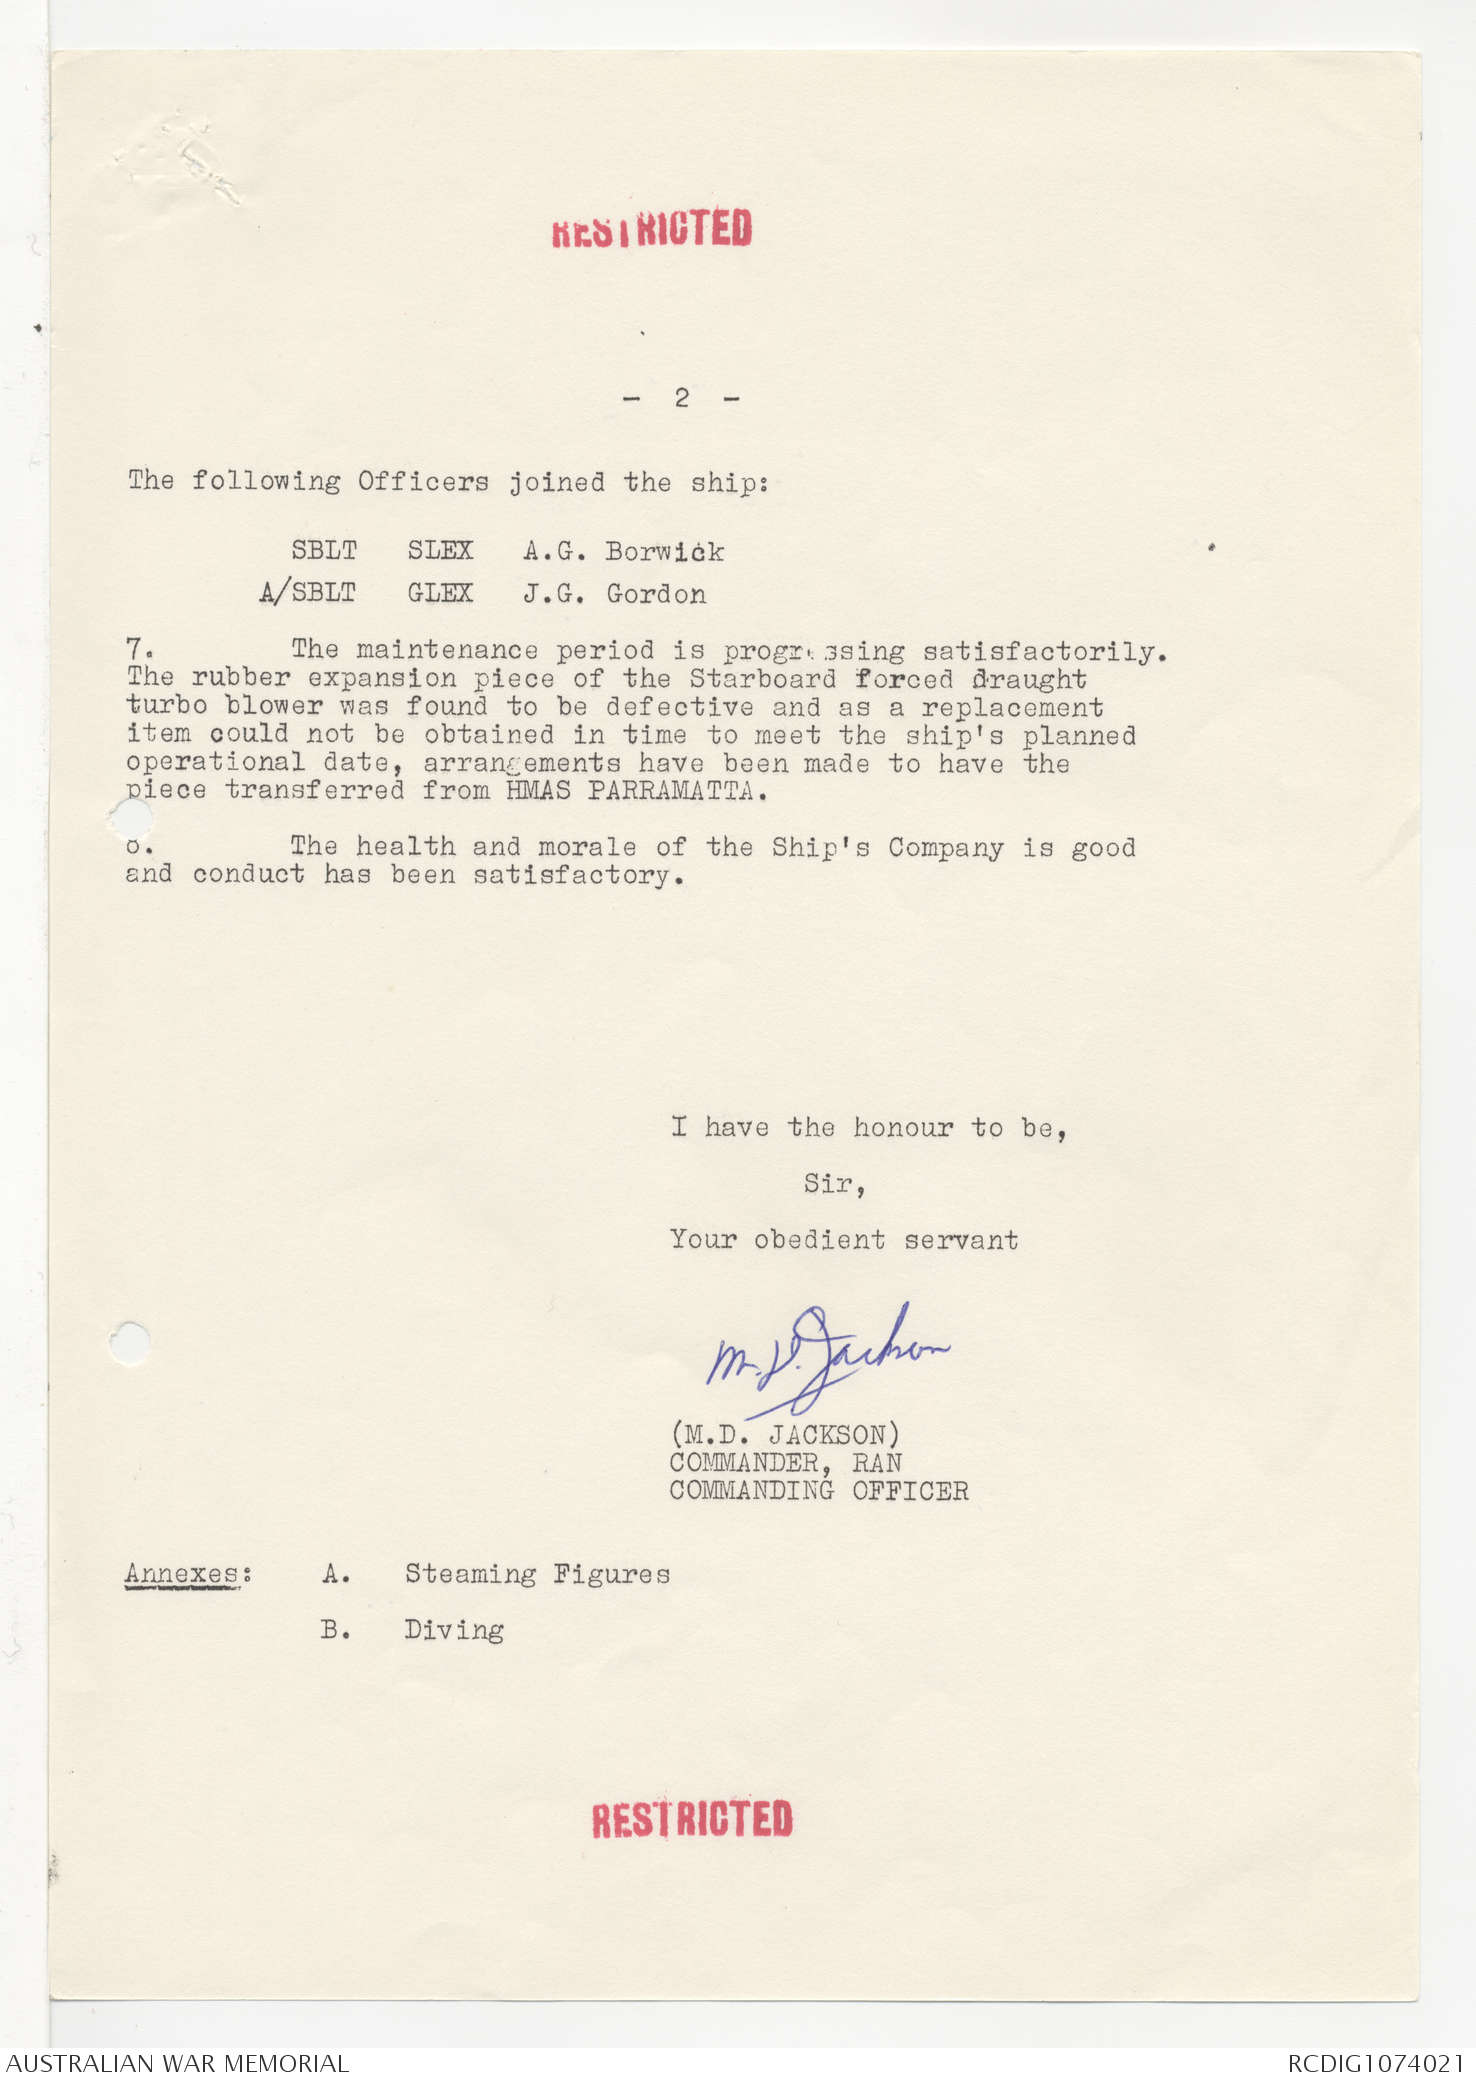 RESTRICTED
- 2 -
The following Officers joined the ship:
SBLT SLEX A.G. Borwick
A/SBLT GLEX J.G. Gordon
7. The maintenance period is progressing satisfactorily.
The rubber expansion piece of the Starboard forced draught
turbo blower was found to be defective and as a replacement
item could not be obtained in time to meet the ship's planned
operational date, arrangements have been made to have the
piece transferred from HMAS PARRAMATTA.
8. The health and morale of the Ship's Company is good
and conduct has been satisfactory.
I have the honour to be,
Sir,
Your obedient servant
M.D. Jackson
(M.D. JACKSON)
COMMANDER, RAN
COMMANDING OFFICER
Annexes: A. Steaming Figures
B. Diving
RESTRICTED
AUSTRALIAN WAR MEMORIAL RCDIG1074021